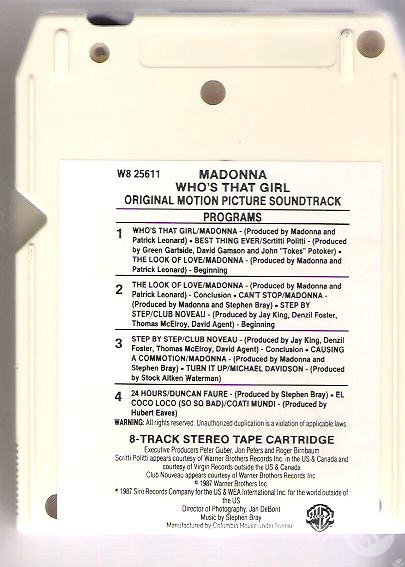 W8 25611 MADONNA
WHO'S THAT GIRL
ORIGINAL MOTION PICTURE SOUNDTRACK
PROGRAMS
1 WHO'S THAT GIRL/MADONNA - (Produced by Madonna and
Patrick Leonard) • BEST THING EVER/Scritti Politti - (Produced
by Green Gartside, David Gamson and John "Tokes" Potoker) •
THE LOOK OF LOVE/MADONNA - (Produced by Madonna and
Patrick Leonard) - Beginning
2 THE LOOK OF LOVE/MADONNA - (Produced by Madonna and
Patrick Leonard) - Conclusion • CAN'T STOP/MADONNA -
(Produced by Madonna and Stephen Bray) • STEP BY
STEP/CLUB NOVEAU - (Produced by Jay King, Denzil Foster,
Thomas McElroy, David Agent) - Beginning
3 STEP BY STEP/CLUB NOVEAU - (Produced by Jay King, Denzil
Foster, Thomas McElroy, David Agent) - Conclusion • CAUSING
A COMMOTION/MADONNA - (Produced by Madonna and
Stephen Bray) • TURN IT UP/MICHAEL DAVIDSON - (Produced
by Stock Aitken Waterman)
4 24 HOURS/DUNCAN FAURE - (Produced by Stephen Bray) • EL
COCO LOCO (SO SO BAD)/COATI MUNDI - (Produced by
Hubert Eaves)
WARNING: All rights reserved. Unauthorized duplication is a violation of applicable laws
8-TRACK STEREO TAPE CARTRIDGE
Executive Producers Peter Guber, Jon Peters and Roger Birnbaum
Scritti Politti appears courtesy of Warner Brothers Records Inc. in the US & Canada and
courtesy of Virgin Records outside the US & Canada
Club Nouveau appears courtesy of Warner Brothers Records Inc
℗ 1987 Warner Brothers Inc.
* 1987 Sire Records Company for the US & WEA International Inc. for the world outside of
the US
Director of Photography: Jan DeBont
Music by Stephen Bray
Manufactured by Columbia House under license